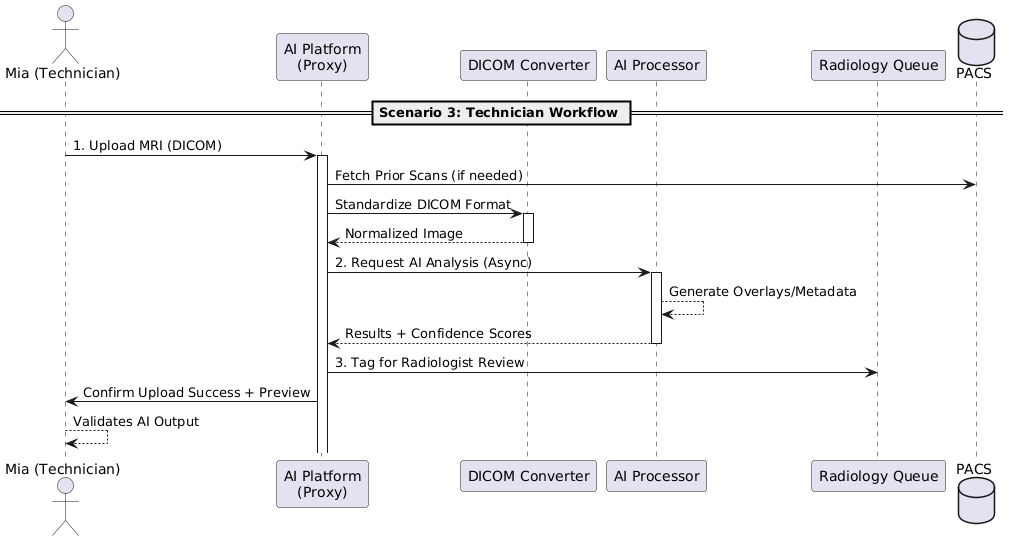 Mia (Technician)
AI Platform
(Proxy)
DICOM Converter
AI Processor
Radiology Queue
PACS
Scenario 3: Technician Workflow
1. Upload MRI (DICOM)
Fetch Prior Scans (if needed)
Standardize DICOM Format
Normalized Image
2. Request AI Analysis (Async)
Generate Overlays/Metadata
Results + Confidence Scores
3. Tag for Radiologist Review
Confirm Upload Success + Preview
Validates AI Output
Mia (Technician)
AI Platform
(Proxy)
DICOM Converter
AI Processor
Radiology Queue
PACS